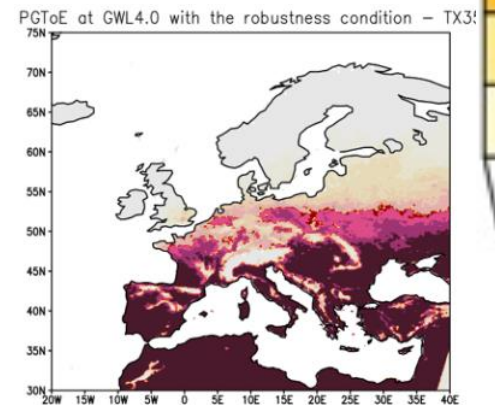 PGToE at GWL4.0 with the robustness condition – TX35
75N
70N
65N
60N
55N
50N
45N
40N
35N
30N
20W 15W 10W 5W 0 5E 10E 15E 20E 25E 30E 35E 40E